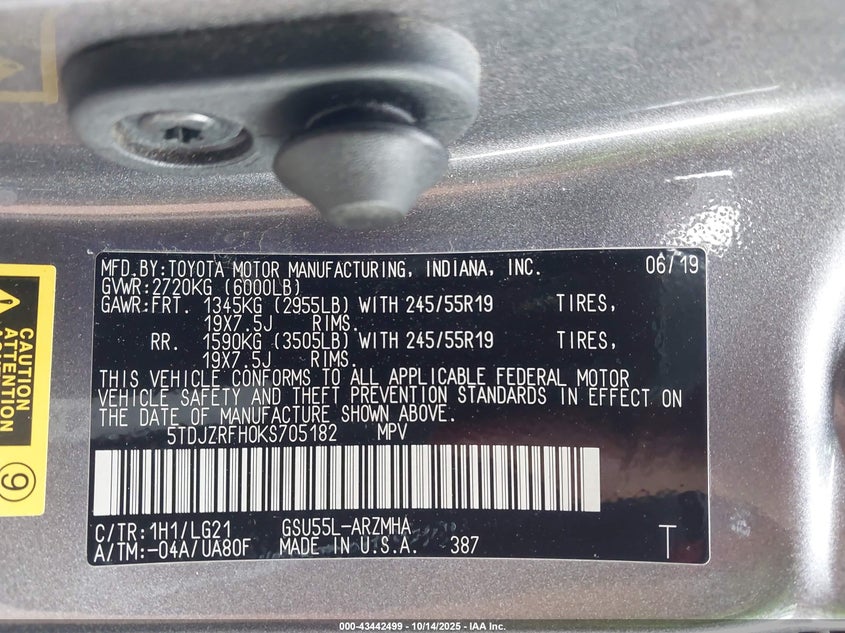 MFD.BY:TOYOTA MOTOR MANUFACTURING, INDIANA, INC. 06/19
GVWR:2720KG (6000LB)
GAWR:FRT. 1345KG (2955LB) WITH 245/55R19 TIRES,
19X7.5J RIMS.
RR. 1590KG (3505LB) WITH 245/55R19 TIRES,
19X7.5J RIMS.
THIS VEHICLE CONFORMS TO ALL APPLICABLE FEDERAL MOTOR
VEHICLE SAFETY AND THEFT PREVENTION STANDARDS IN EFFECT ON
THE DATE OF MANUFACTURE SHOWN ABOVE.
5TDJZRFH0KS705182 MPV
C/TR:1H1/LG21 GSU55L-ARZMHA
A/TM:-04A/UA80F MADE IN U.S.A. 387 T
CAUTION
ATTENTION
9
000-43442499 | 10/14/2025 - IAA Inc.